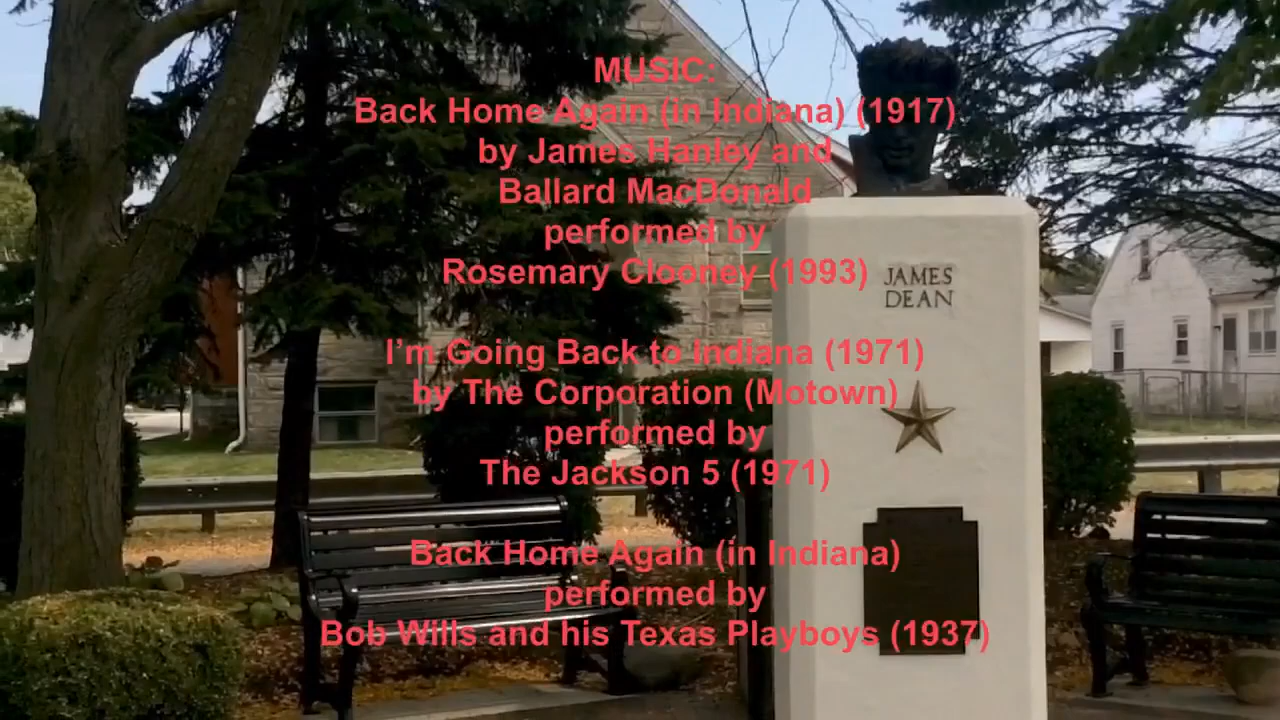 MUSIC:
Back Home Again (in Indiana) (1917)
by James Hanley and
Ballard MacDonald
performed by
Rosemary Clooney (1993)
JAMES
DEAN
I'm Going Back to Indiana (1971)
by The Corporation (Motown)
performed by
The Jackson 5 (1971)
Back Home Again (in Indiana)
performed by
Bob Wills and his Texas Playboys (1937)